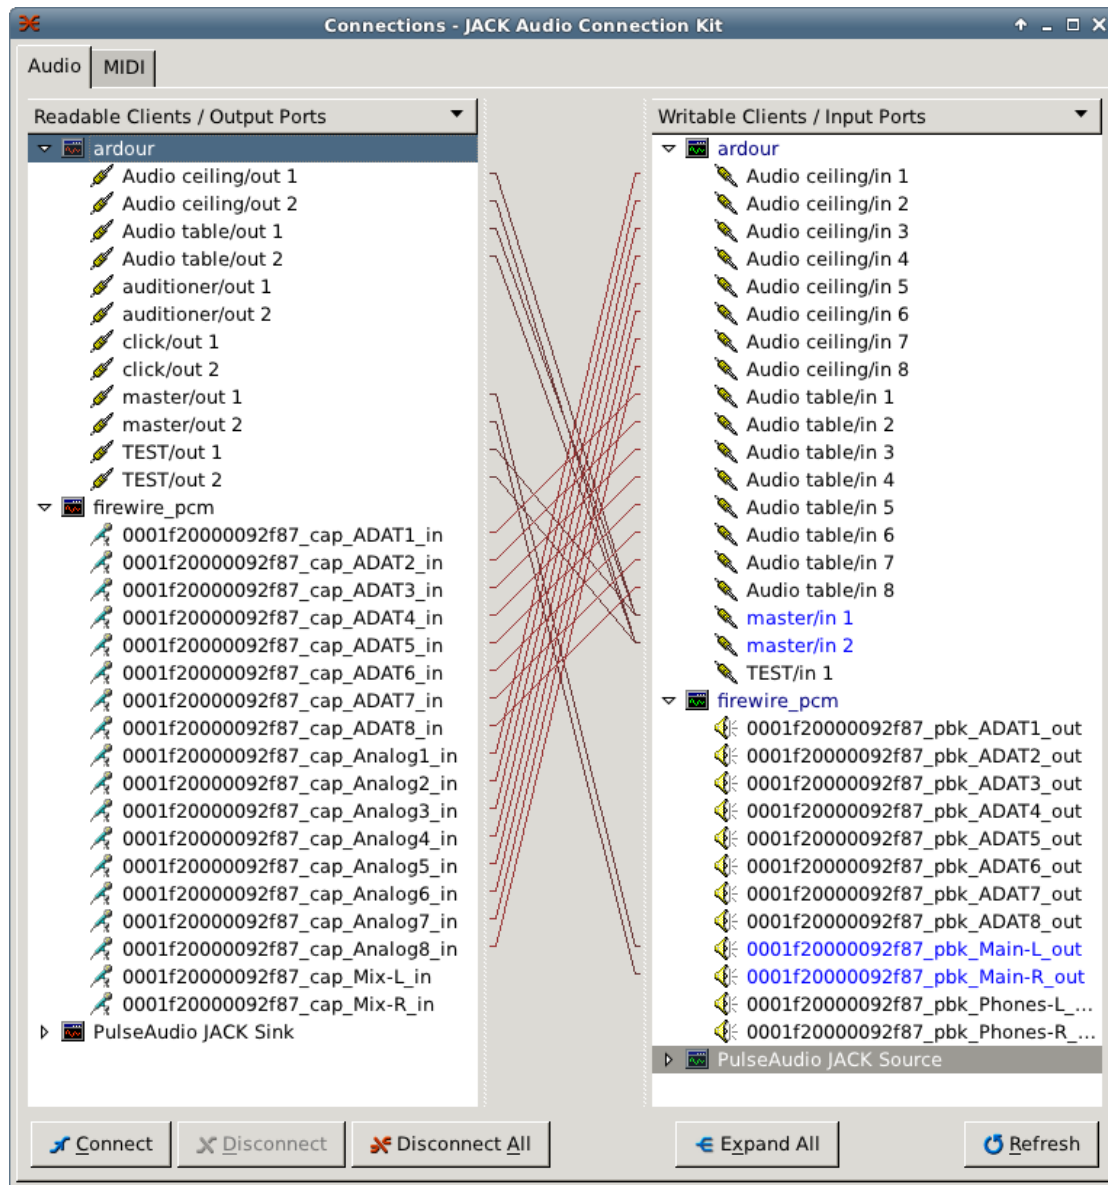 Connections - JACK Audio Connection Kit
Audio
MIDI
Readable Clients / Output Ports
ardour
Audio ceiling/out 1
Audio ceiling/out 2
Audio table/out 1
Audio table/out 2
auditioner/out 1
auditioner/out 2
click/out 1
click/out 2
master/out 1
master/out 2
TEST/out 1
TEST/out 2
firewire_pcm
0001f20000092f87_cap_ADAT1_in
0001f20000092f87_cap_ADAT2_in
0001f20000092f87_cap_ADAT3_in
0001f20000092f87_cap_ADAT4_in
0001f20000092f87_cap_ADAT5_in
0001f20000092f87_cap_ADAT6_in
0001f20000092f87_cap_ADAT7_in
0001f20000092f87_cap_ADAT8_in
0001f20000092f87_cap_Analog1_in
0001f20000092f87_cap_Analog2_in
0001f20000092f87_cap_Analog3_in
0001f20000092f87_cap_Analog4_in
0001f20000092f87_cap_Analog5_in
0001f20000092f87_cap_Analog6_in
0001f20000092f87_cap_Analog7_in
0001f20000092f87_cap_Analog8_in
0001f20000092f87_cap_Mix-L_in
0001f20000092f87_cap_Mix-R_in
PulseAudio JACK Sink
Writable Clients / Input Ports
ardour
Audio ceiling/in 1
Audio ceiling/in 2
Audio ceiling/in 3
Audio ceiling/in 4
Audio ceiling/in 5
Audio ceiling/in 6
Audio ceiling/in 7
Audio ceiling/in 8
Audio table/in 1
Audio table/in 2
Audio table/in 3
Audio table/in 4
Audio table/in 5
Audio table/in 6
Audio table/in 7
Audio table/in 8
master/in 1
master/in 2
TEST/in 1
firewire_pcm
0001f20000092f87_pbk_ADAT1_out
0001f20000092f87_pbk_ADAT2_out
0001f20000092f87_pbk_ADAT3_out
0001f20000092f87_pbk_ADAT4_out
0001f20000092f87_pbk_ADAT5_out
0001f20000092f87_pbk_ADAT6_out
0001f20000092f87_pbk_ADAT7_out
0001f20000092f87_pbk_ADAT8_out
0001f20000092f87_pbk_Main-L_out
0001f20000092f87_pbk_Main-R_out
0001f20000092f87_pbk_Phones-L_...
0001f20000092f87_pbk_Phones-R_...
PulseAudio JACK Source
Connect
Disconnect
Disconnect All
Expand All
Refresh